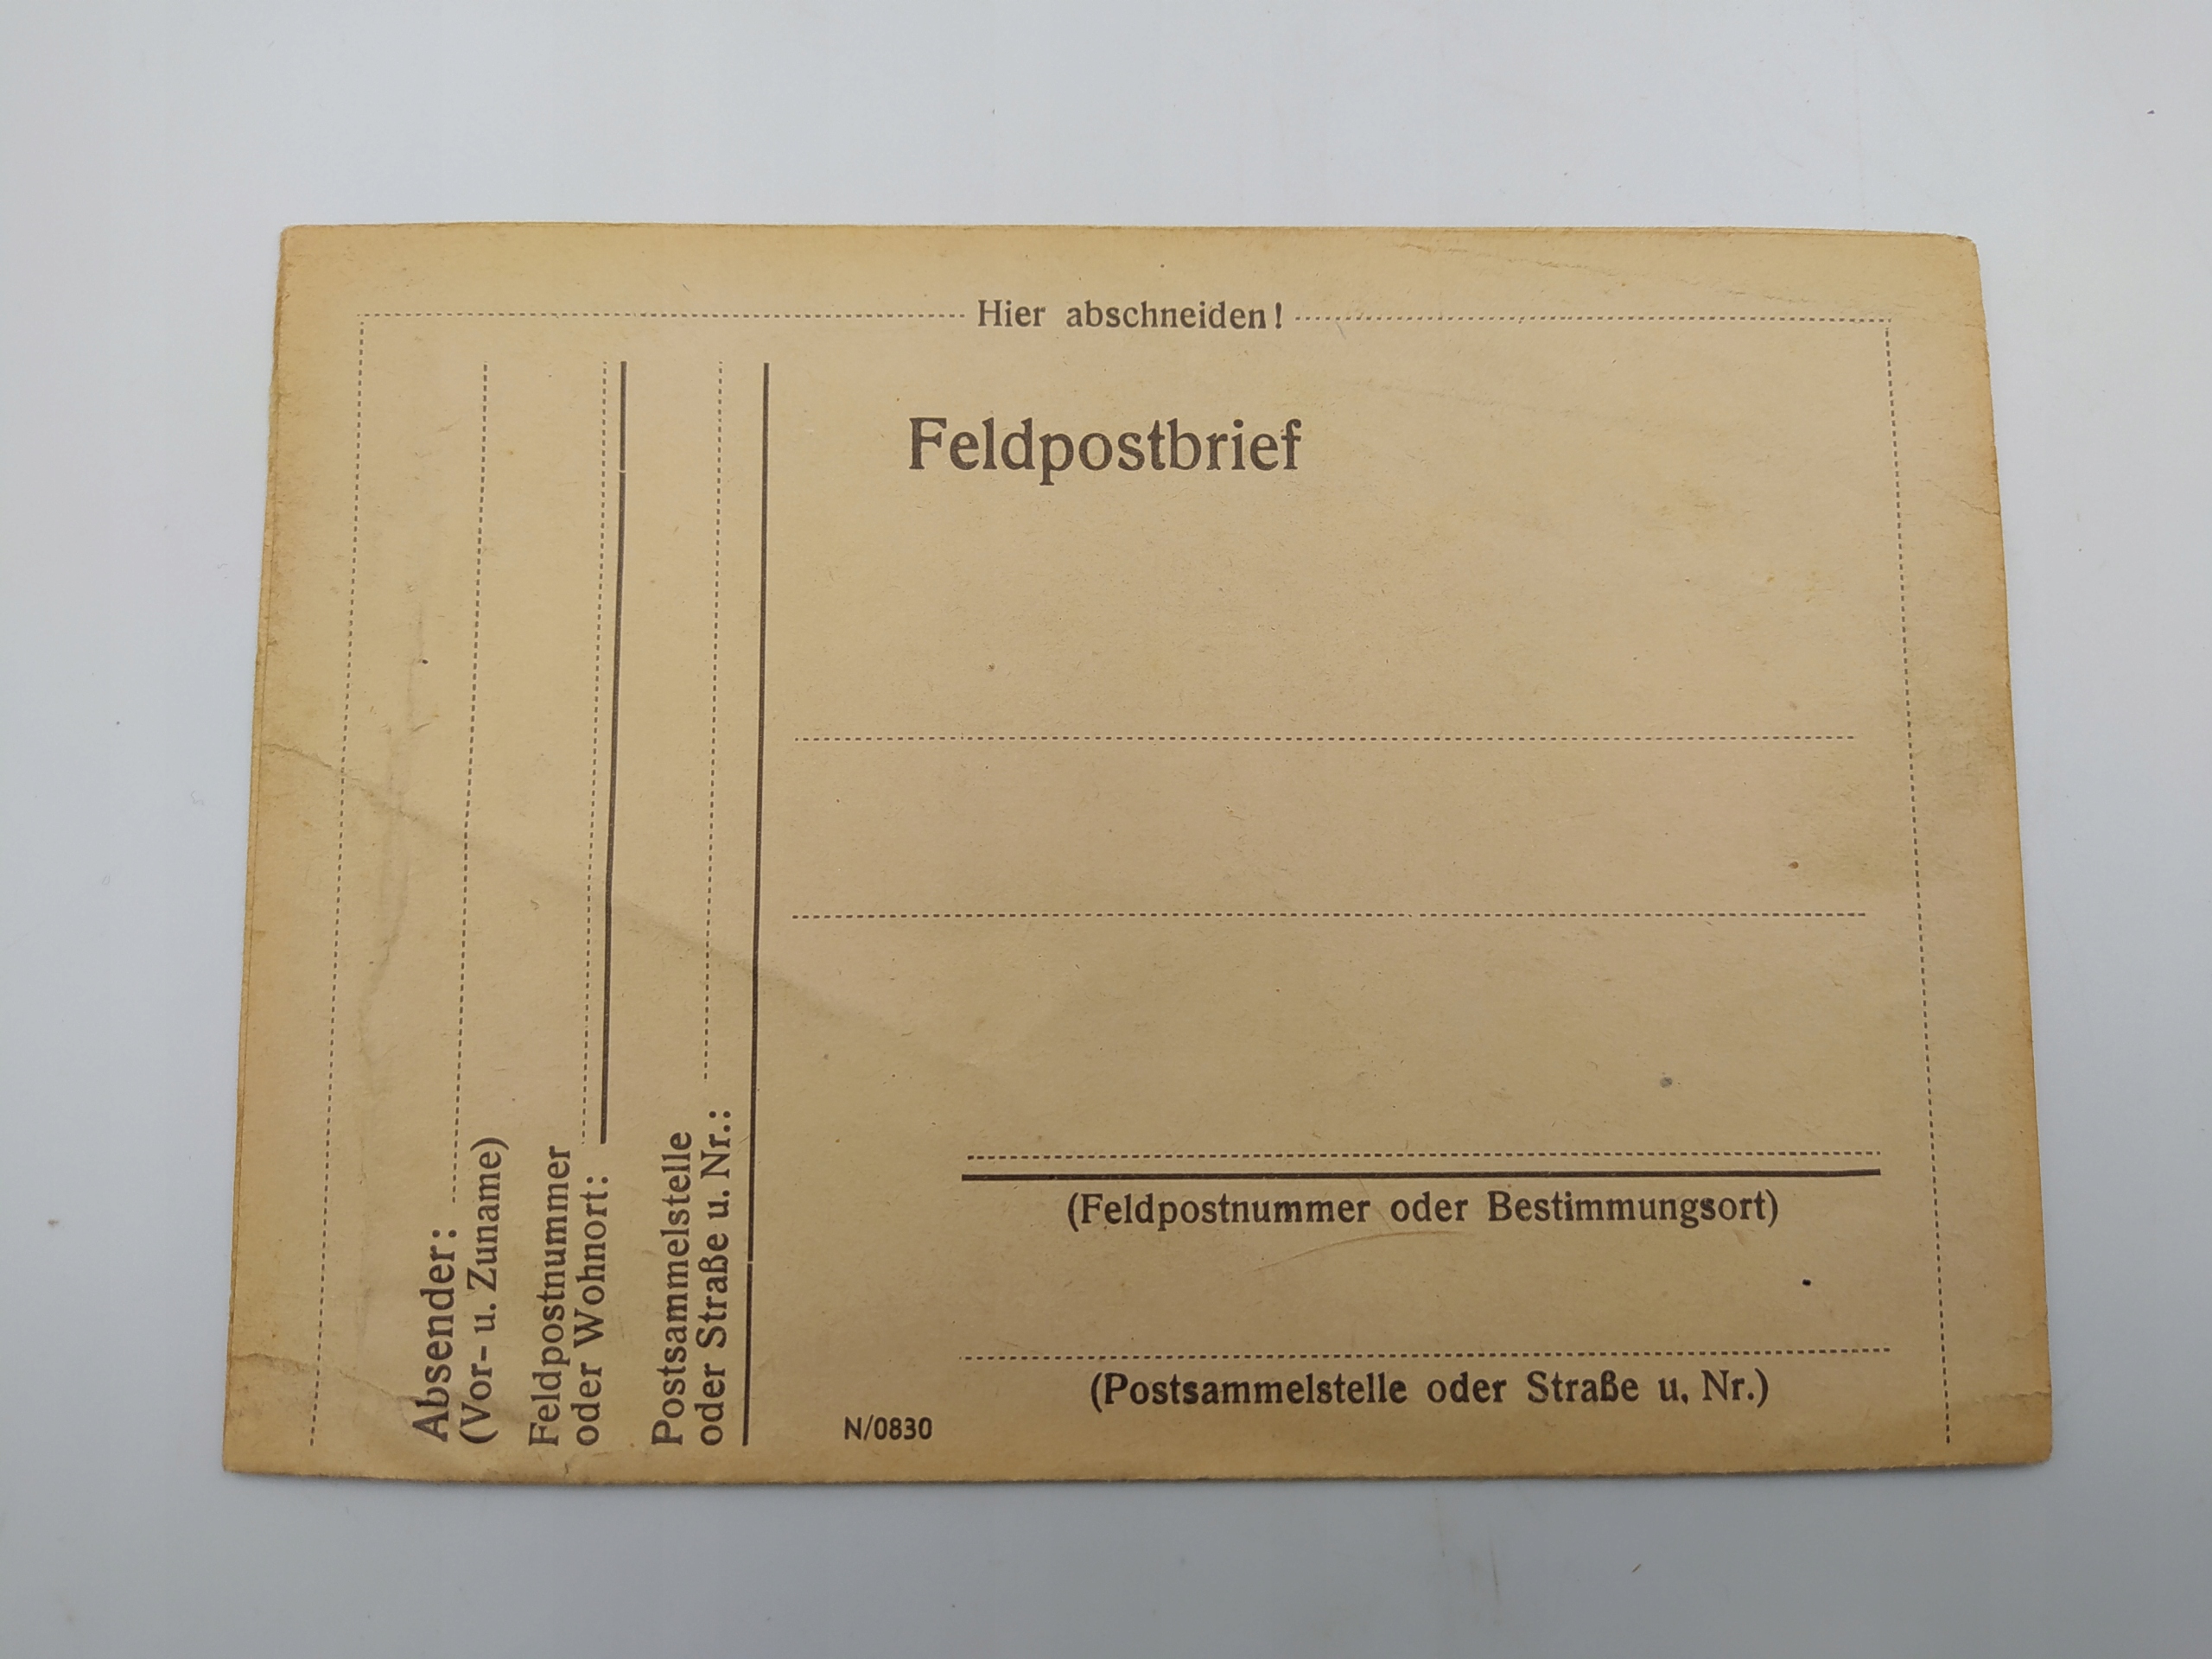 Hier abschneiden!
Feldpostbrief
Absender:
(Vor- u. Zuname)
Feldpostnummer
oder Wohnort:
Postsammelstelle
oder Straße u. Nr.:
(Feldpostnummer oder Bestimmungsort)
(Postsammelstelle oder Straße u. Nr.)
N/0830